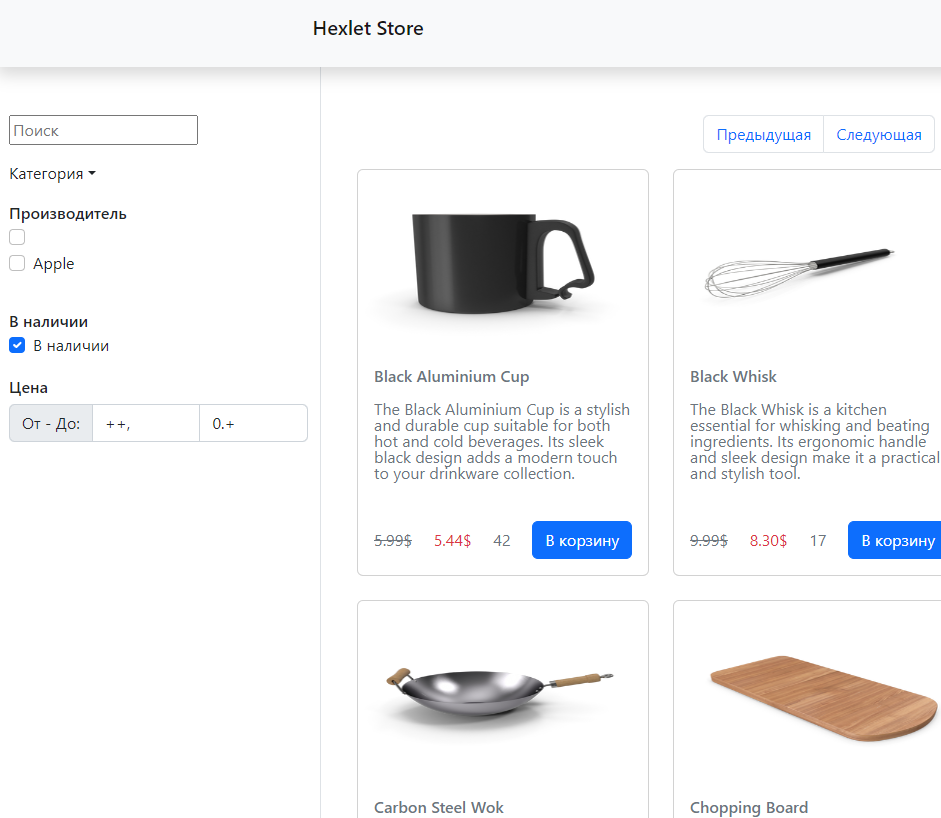 Hexlet Store
Поиск
Категория
Производитель
Apple
В наличии
В наличии
Цена
От - До: ++, 0.+
Предыдущая Следующая
Black Aluminium Cup
The Black Aluminium Cup is a stylish
and durable cup suitable for both
hot and cold beverages. Its sleek
black design adds a modern touch
to your drinkware collection.
5.99$ 5.44$ 42 В корзину
Black Whisk
The Black Whisk is a kitchen
essential for whisking and beating
ingredients. Its ergonomic handle
and sleek design make it a practical
and stylish tool.
9.99$ 8.30$ 17 В корзину
Carbon Steel Wok
Chopping Board